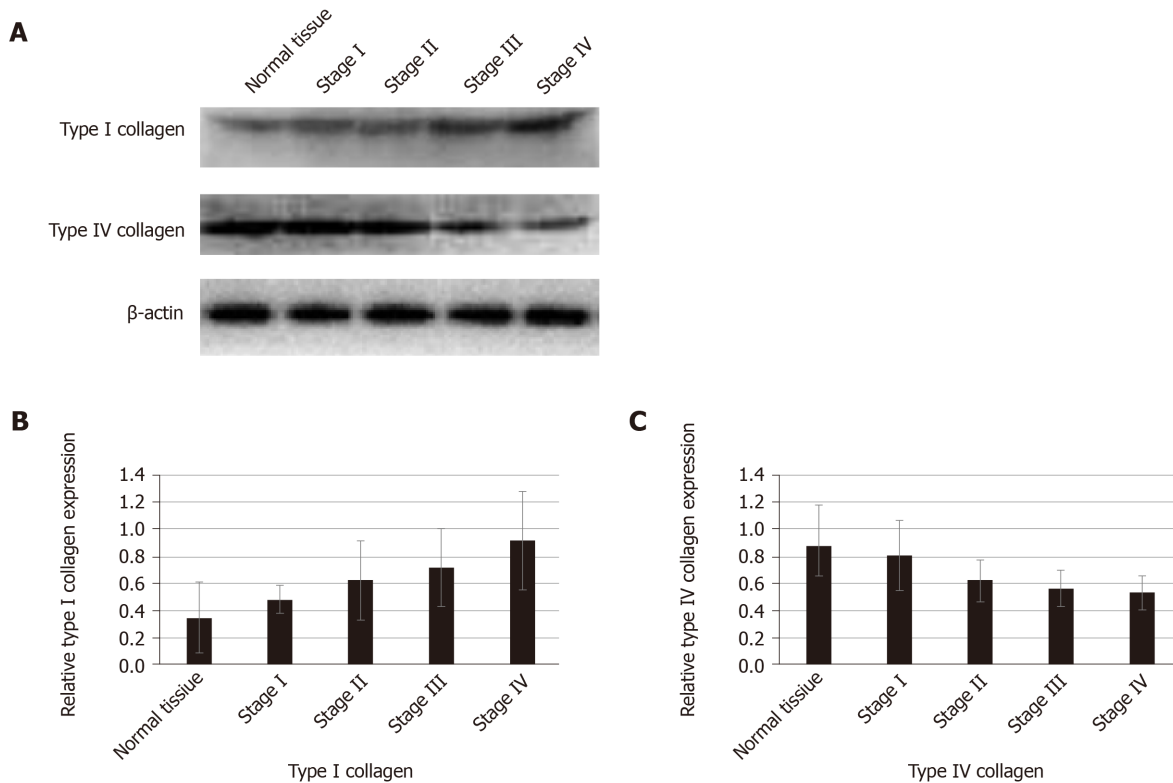 A
Normal tissue
Stage I
Stage II
Stage III
Stage IV
Type I collagen
Type IV collagen
β-actin
B
Relative type I collagen expression
1.4
1.2
1.0
0.8
0.6
0.4
0.2
0.0
Normal tissiue
Stage I
Stage II
Stage III
Stage IV
Type I collagen
C
Relative type IV collagen expression
1.4
1.2
1.0
0.8
0.6
0.4
0.2
0.0
Normal tissiue
Stage I
Stage II
Stage III
Stage IV
Type IV collagen